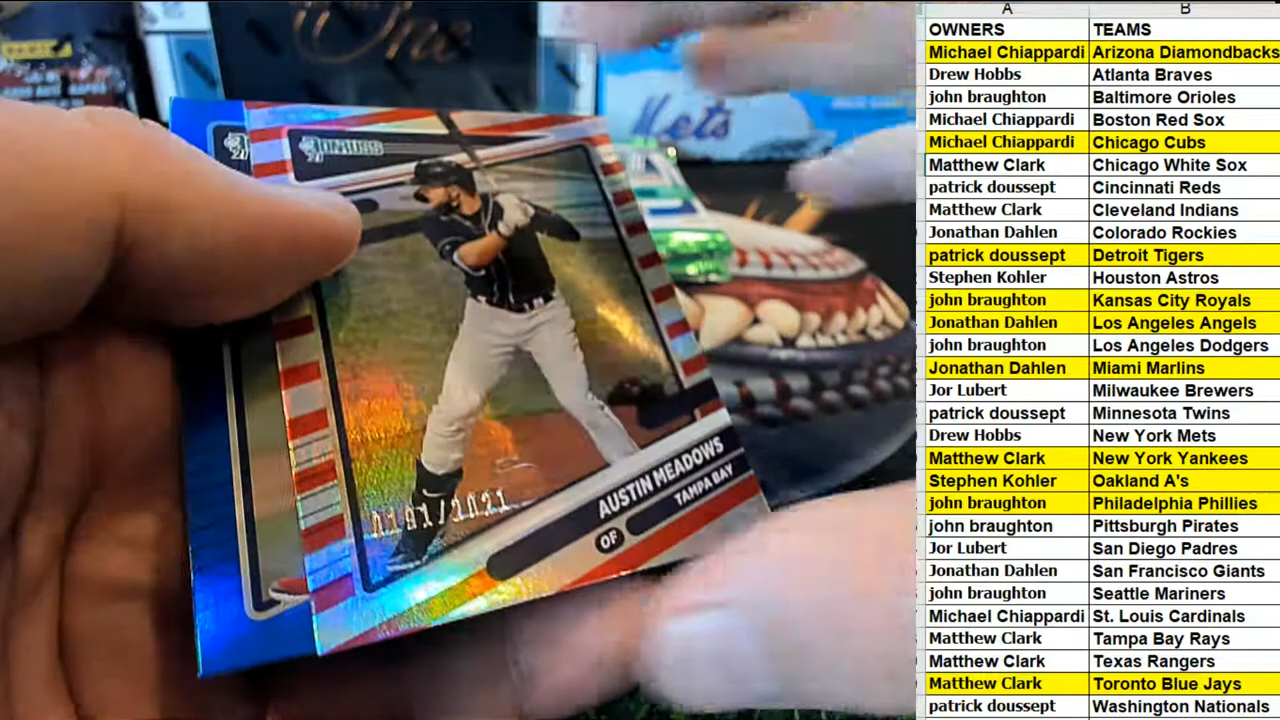 One
Mets
DONRUSS
0191/2021
AUSTIN MEADOWS
OF
TAMPA BAY
A B
OWNERS TEAMS
Michael Chiappardi Arizona Diamondbacks
Drew Hobbs Atlanta Braves
john braughton Baltimore Orioles
Michael Chiappardi Boston Red Sox
Michael Chiappardi Chicago Cubs
Matthew Clark Chicago White Sox
patrick doussept Cincinnati Reds
Matthew Clark Cleveland Indians
Jonathan Dahlen Colorado Rockies
patrick doussept Detroit Tigers
Stephen Kohler Houston Astros
john braughton Kansas City Royals
Jonathan Dahlen Los Angeles Angels
john braughton Los Angeles Dodgers
Jonathan Dahlen Miami Marlins
Jor Lubert Milwaukee Brewers
patrick doussept Minnesota Twins
Drew Hobbs New York Mets
Matthew Clark New York Yankees
Stephen Kohler Oakland A's
john braughton Philadelphia Phillies
john braughton Pittsburgh Pirates
Jor Lubert San Diego Padres
Jonathan Dahlen San Francisco Giants
john braughton Seattle Mariners
Michael Chiappardi St. Louis Cardinals
Matthew Clark Tampa Bay Rays
Matthew Clark Texas Rangers
Matthew Clark Toronto Blue Jays
patrick doussept Washington Nationals